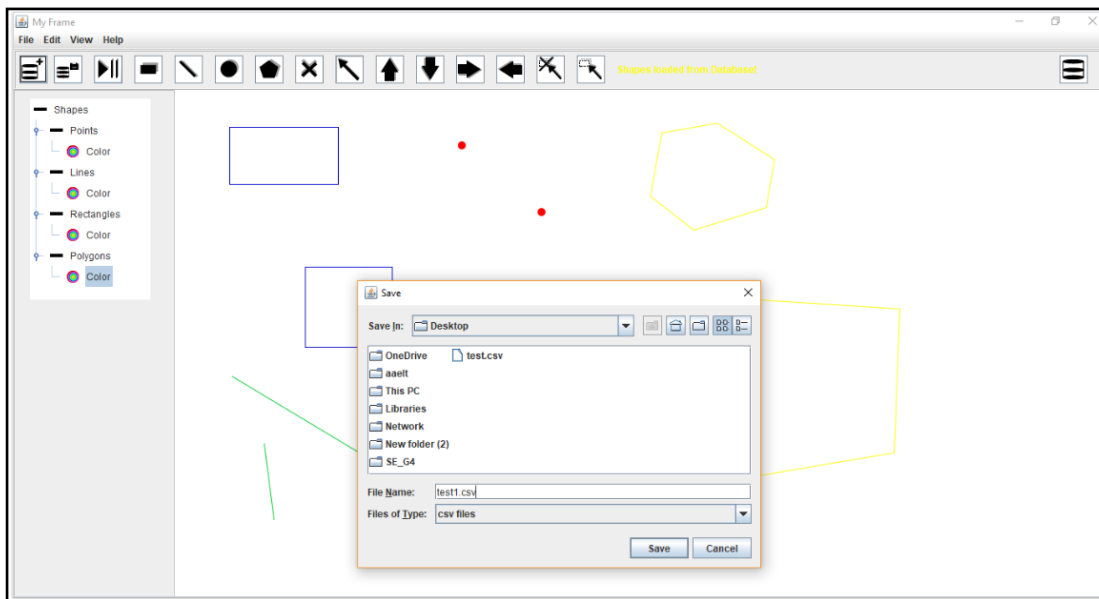 My Frame
File Edit View Help
Shapes loaded from Database!
Shapes
Points
Color
Lines
Color
Rectangles
Color
Polygons
Color
Save
Save In: Desktop
OneDrive test.csv
aaelt
This PC
Libraries
Network
New folder (2)
SE_G4
File Name: test1.csv
Files of Type: csv files
Save Cancel